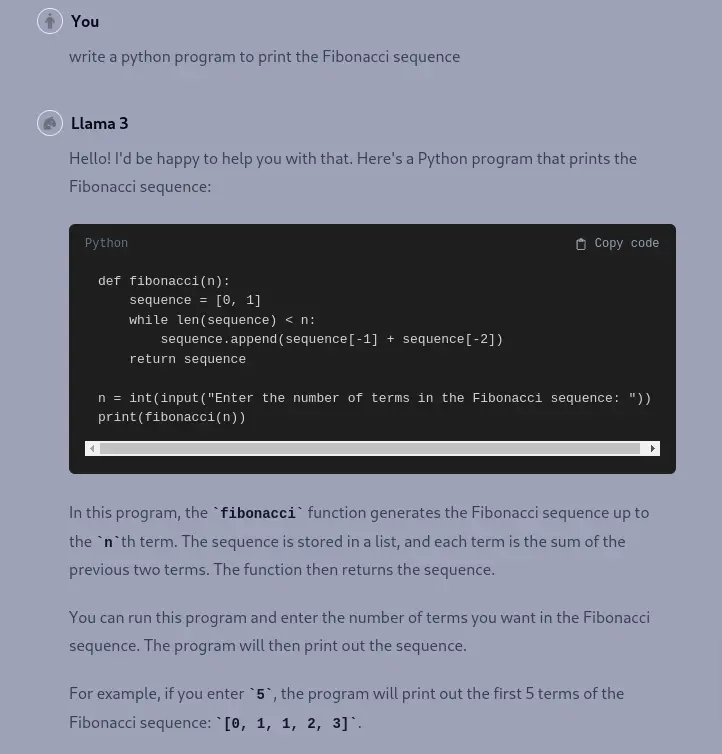 You
write a python program to print the Fibonacci sequence
Llama 3
Hello! I'd be happy to help you with that. Here's a Python program that prints the
Fibonacci sequence:
Python
Copy code
def fibonacci(n):
    sequence = [0, 1]
    while len(sequence) < n:
        sequence.append(sequence[-1] + sequence[-2])
    return sequence

n = int(input("Enter the number of terms in the Fibonacci sequence: "))
print(fibonacci(n))
In this program, the `fibonacci` function generates the Fibonacci sequence up to
the `n`th term. The sequence is stored in a list, and each term is the sum of the
previous two terms. The function then returns the sequence.
You can run this program and enter the number of terms you want in the Fibonacci
sequence. The program will then print out the sequence.
For example, if you enter `5`, the program will print out the first 5 terms of the
Fibonacci sequence: `[0, 1, 1, 2, 3]`.